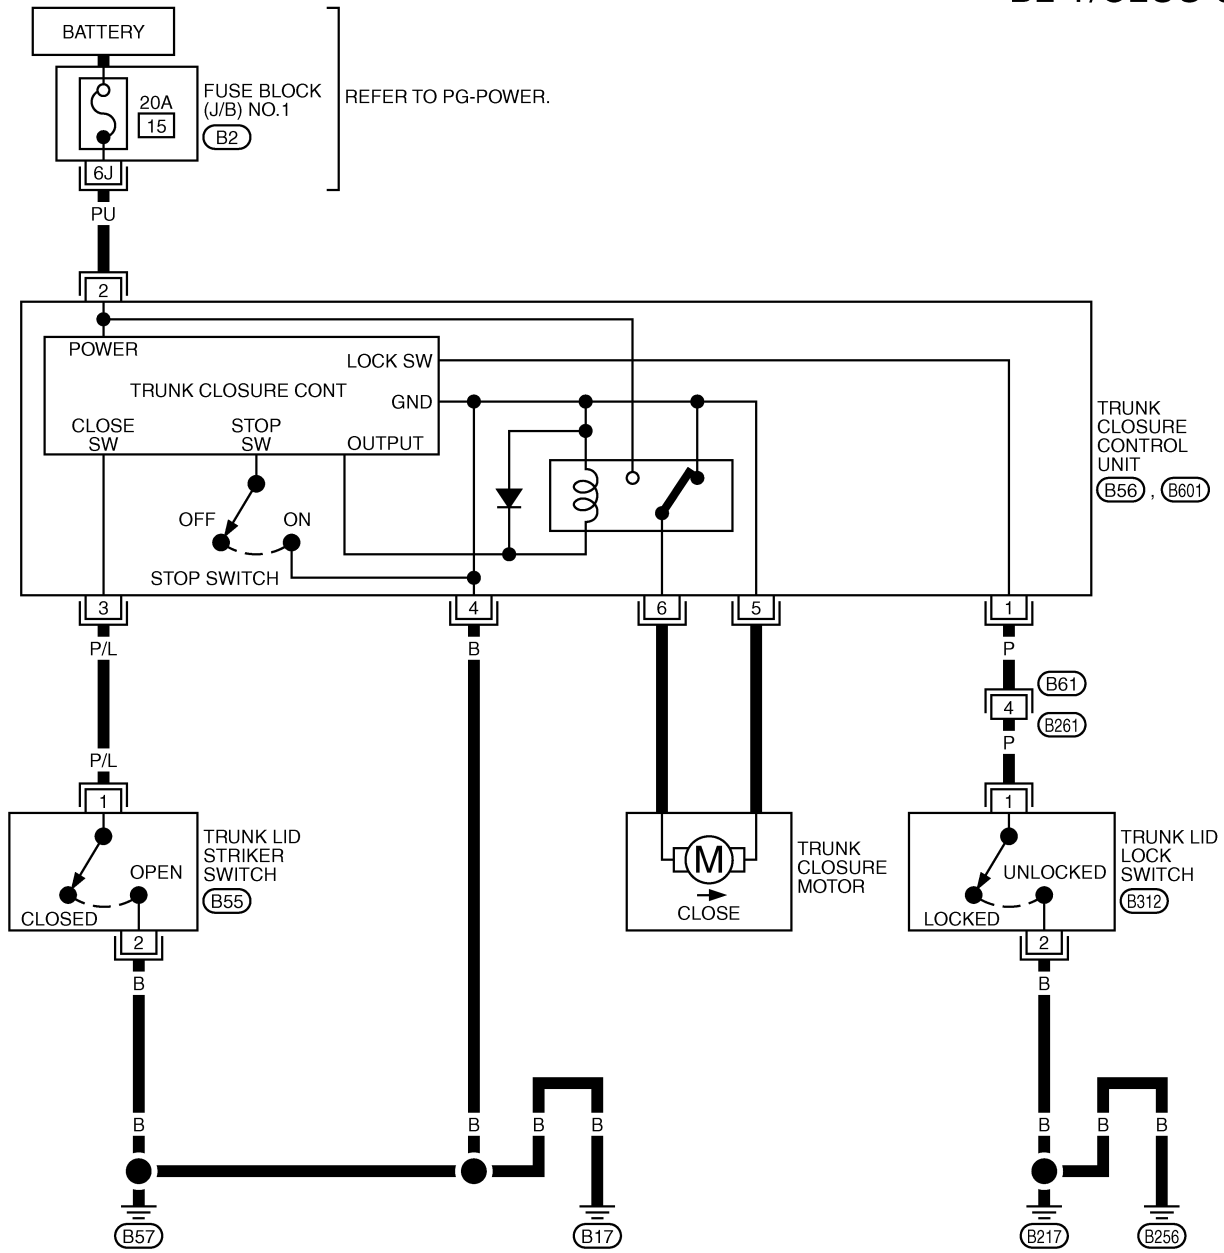 BATTERY
20A
15
FUSE BLOCK
(J/B) NO.1
B2
REFER TO PG-POWER.
6J
PU
2
POWER
LOCK SW
TRUNK CLOSURE CONT
GND
CLOSE
SW
STOP
SW
OUTPUT
OFF
ON
STOP SWITCH
TRUNK
CLOSURE
CONTROL
UNIT
B56 , B601
3
4
6
5
1
P/L
B
P
B61
4
B261
P/L
P
1
1
TRUNK LID
STRIKER
SWITCH
B55
OPEN
CLOSED
M
CLOSE
TRUNK
CLOSURE
MOTOR
UNLOCKED
LOCKED
TRUNK LID
LOCK
SWITCH
B312
2
2
B
B
B
B
B
B
B
B
B57
B17
B217
B256